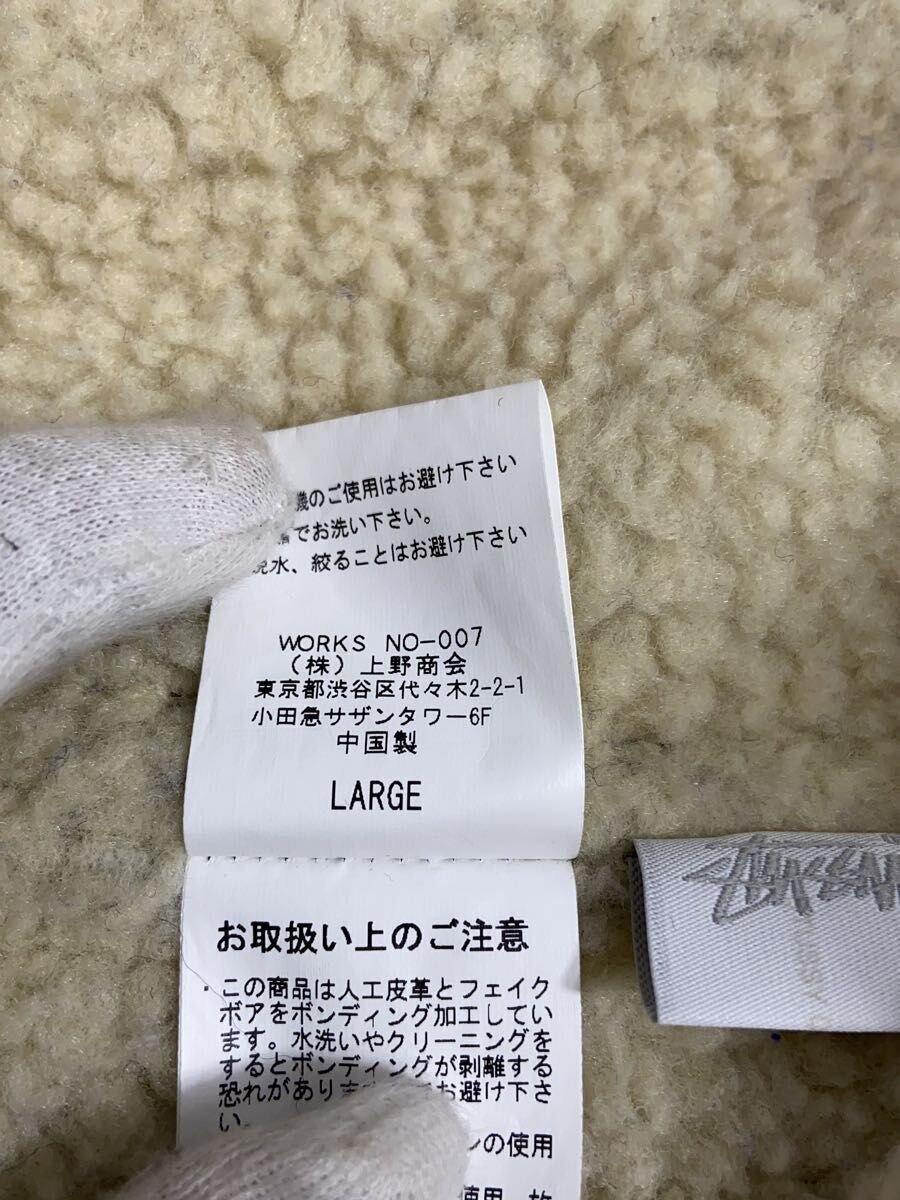 機のご使用はお避け下さい
でお洗い下さい。
水、絞ることはお避け下さい
WORKS NO-007
(株)上野商会
東京都渋谷区代々木2-2-1
小田急サザンタワー6F
中国製
LARGE
お取扱い上のご注意
・この商品は人工皮革とフェイク
ボアをボンディング加工してい
ます。水洗いやクリーニングを
するとボンディングが剥離する
恐れがありま お避け下さ
い。
の使用
使用、故